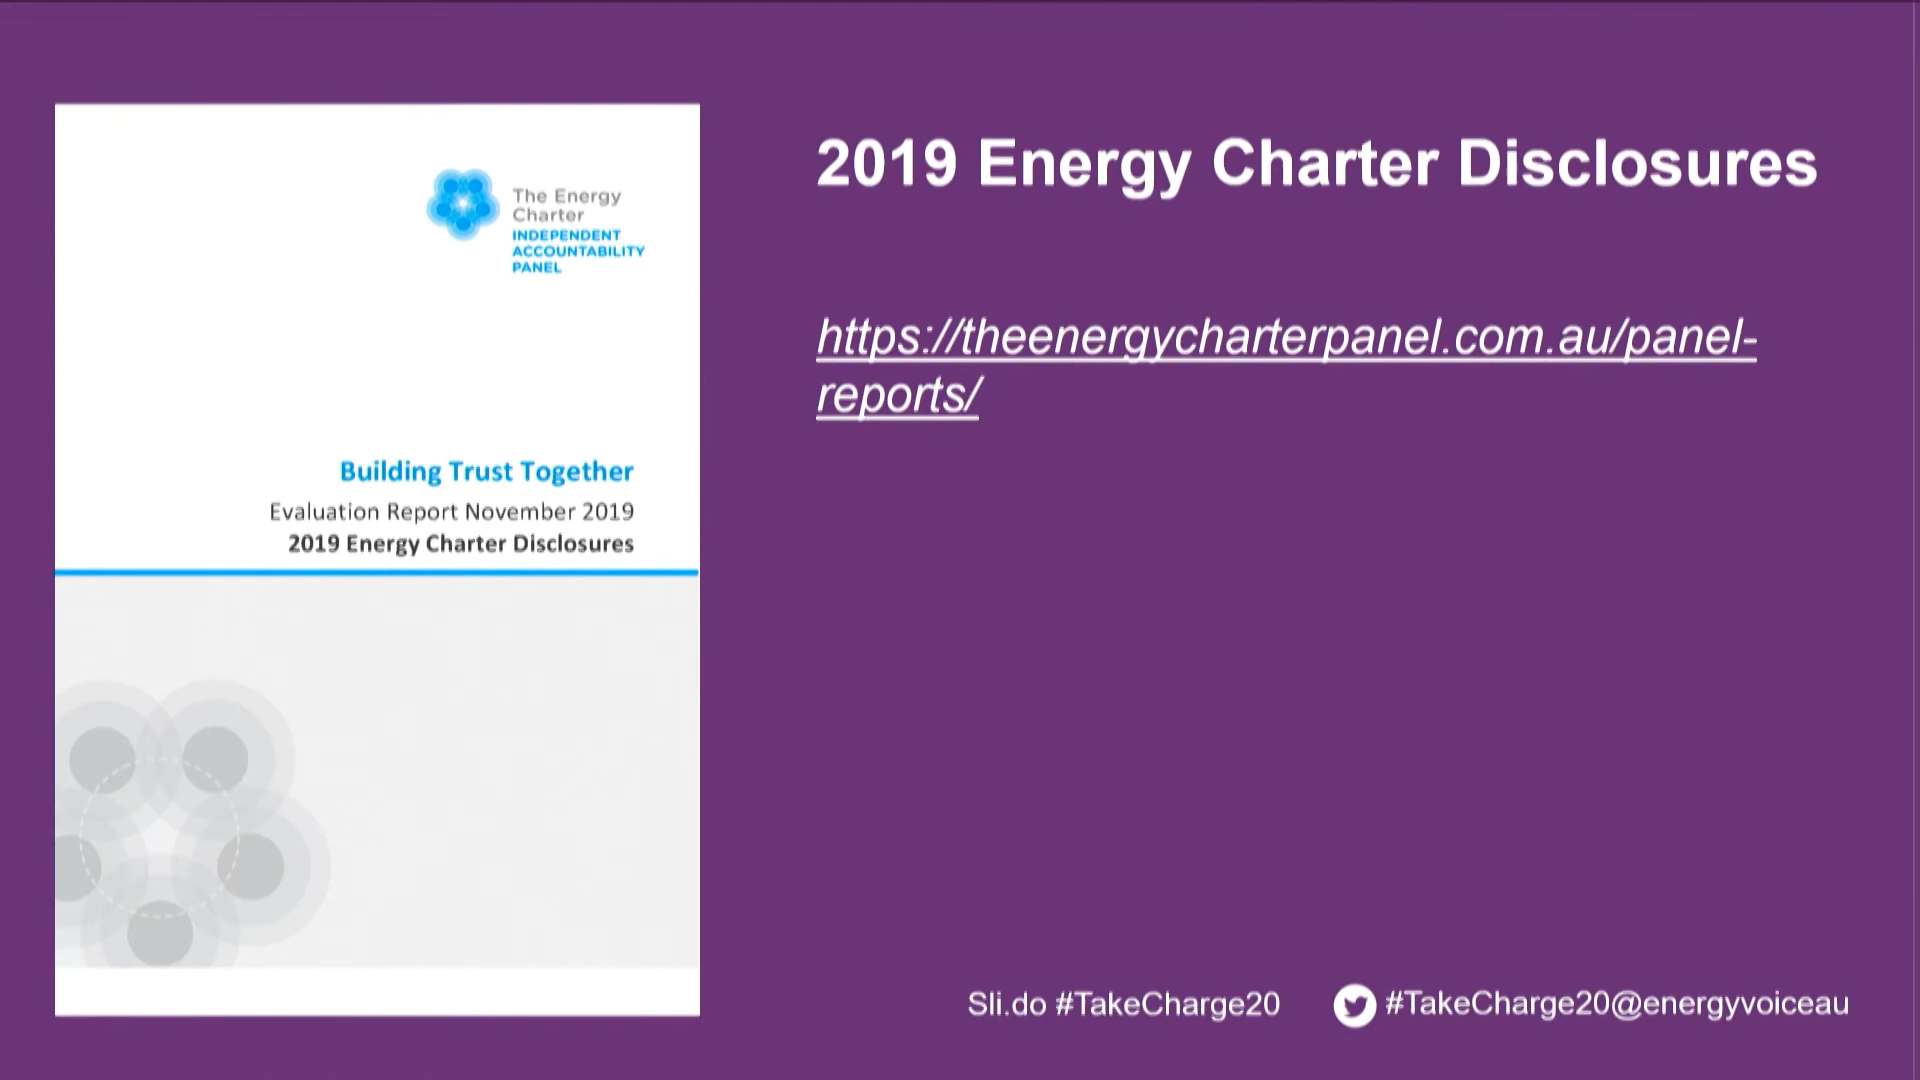 The Energy
Charter
INDEPENDENT
ACCOUNTABILITY
PANEL
Building Trust Together
Evaluation Report November 2019
2019 Energy Charter Disclosures
2019 Energy Charter Disclosures
https://theenergycharterpanel.com.au/panel-
reports/
Sli.do #TakeCharge20
#TakeCharge20@energyvoiceau